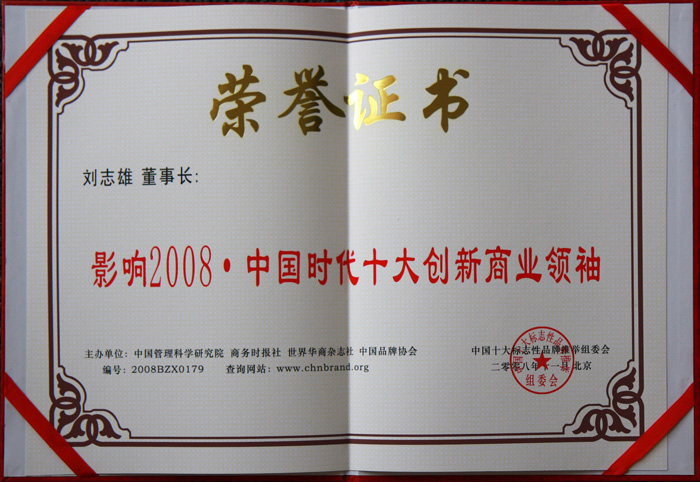 荣誉证书
刘志雄 董事长:
影响2008·中国时代十大创新商业领袖
主办单位: 中国管理科学研究院 商务时报社 世界华商杂志社 中国品牌协会
编号: 2008BZX0179 查询网站: www.chnbrand.org
中国十大标志性品牌推举组委会
二零零八年十一月 北京
组委会